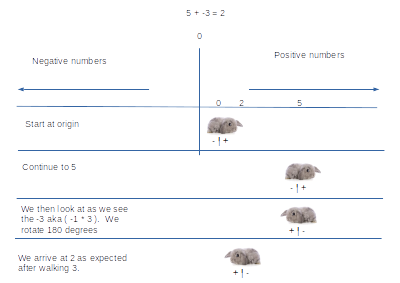 5 + -3 = 2
0
Negative numbers
Positive numbers
0 2 5
Start at origin
- | +
Continue to 5
- | +
We then look at as we see
the -3 aka ( -1 * 3 ). We
rotate 180 degrees
+ | -
We arrive at 2 as expected
after walking 3.
+ | -